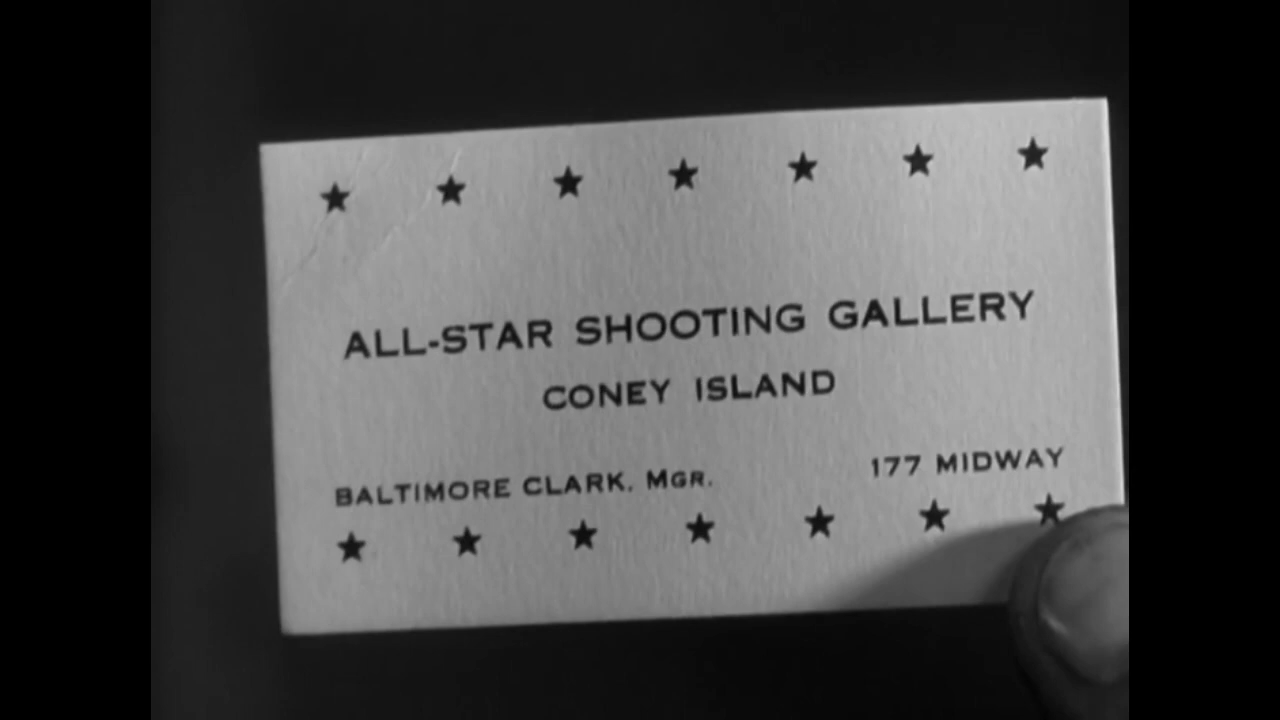 ALL-STAR SHOOTING GALLERY
CONEY ISLAND
BALTIMORE CLARK, MGR. 177 MIDWAY